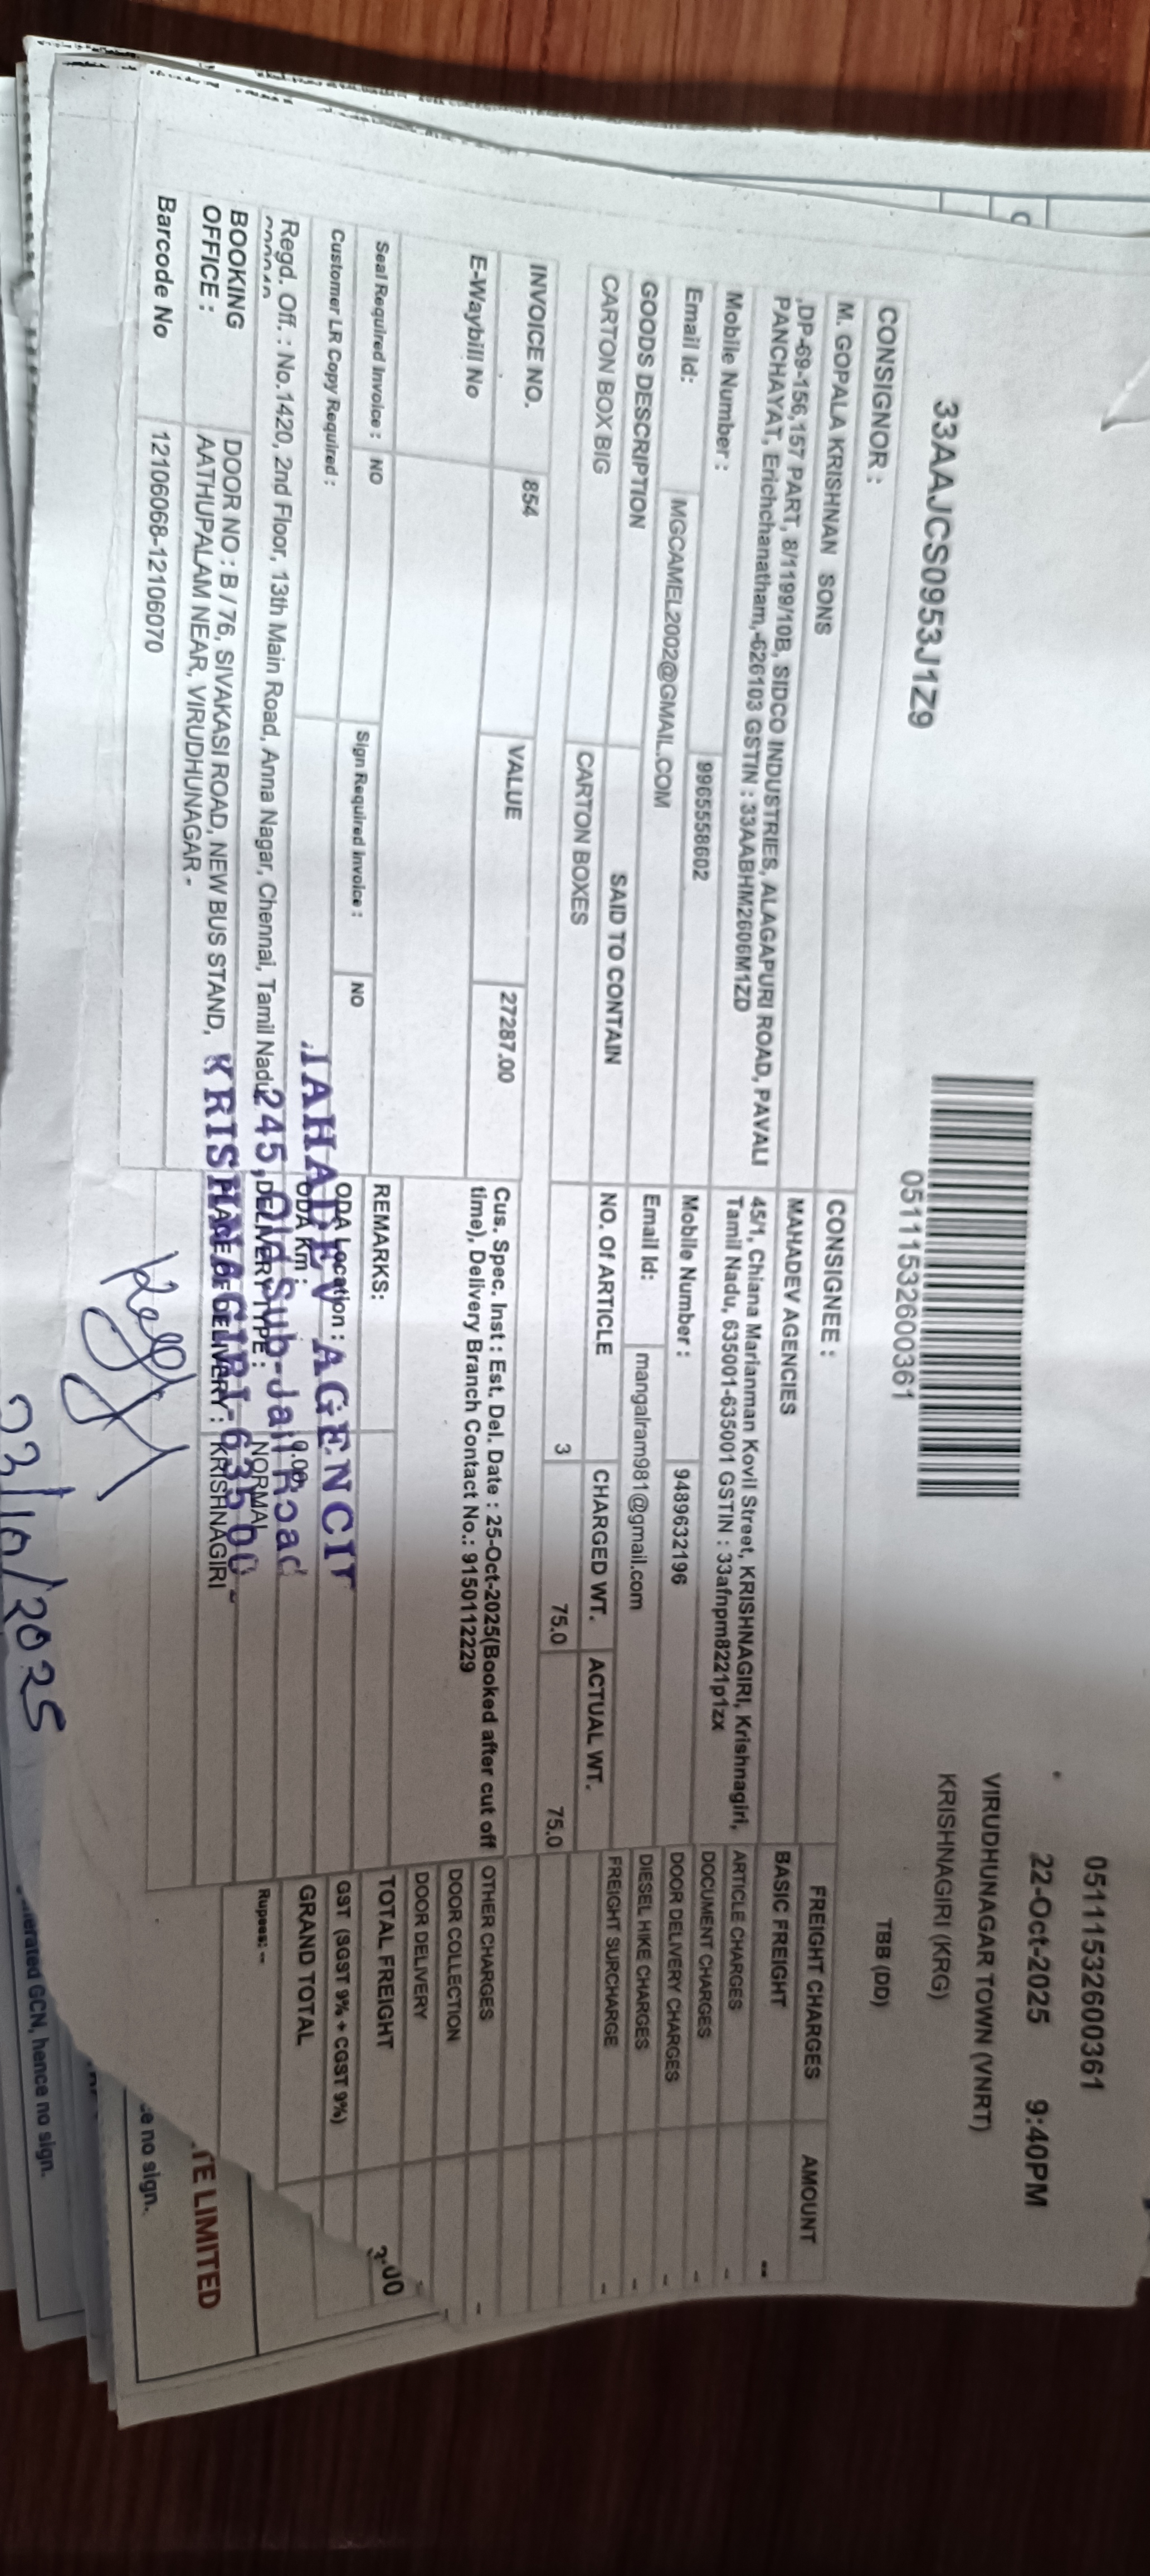 05111532600361
22-Oct-2025 9:40PM
VIRUDHUNAGAR TOWN (VNRT)
33AAJCS0953J1Z9
05111532600361
KRISHNAGIRI (KRG)
TBB (DD)
CONSIGNOR :
CONSIGNEE :
FREIGHT CHARGES AMOUNT
M. GOPALA KRISHNAN SONS
MAHADEV AGENCIES
BASIC FREIGHT --
,DP-69-156,157 PART, 8/1199/10B, SIDCO INDUSTRIES, ALAGAPURI ROAD, PAVALI
PANCHAYAT, Erichchanatham,-626103 GSTIN : 33AABHM2606M1ZD
45/1, Chiana Marianman Kovil Street, KRISHNAGIRI, Krishnagiri,
Tamil Nadu, 635001-635001 GSTIN : 33afnpm8221p1zx
ARTICLE CHARGES -
DOCUMENT CHARGES -
Mobile Number : 9965558602
Mobile Number : 9489632196
DOOR DELIVERY CHARGES -
Email Id: MGCAMEL2002@GMAIL.COM
Email Id: mangalram981@gmail.com
DIESEL HIKE CHARGES -
GOODS DESCRIPTION SAID TO CONTAIN NO. Of ARTICLE CHARGED WT. ACTUAL WT.
FREIGHT SURCHARGE -
CARTON BOX BIG CARTON BOXES 3 75.0 75.0
INVOICE NO. 854 VALUE 27287.00
Cus. Spec. Inst : Est. Del. Date : 25-Oct-2025(Booked after cut off
time), Delivery Branch Contact No.: 9150112229
OTHER CHARGES -
E-Waybill No
DOOR COLLECTION -
DOOR DELIVERY
Seal Required Invoice : NO Sign Required Invoice : NO
REMARKS:
TOTAL FREIGHT
Customer LR Copy Required :
ODA Location :
ODA Km : 0.00
GST (SGST 9% + CGST 9%)
GRAND TOTAL
Regd. Off. : No.1420, 2nd Floor, 13th Main Road, Anna Nagar, Chennai, Tamil Nadu
DELIVERY TYPE : NORMAL
Rupees: --
BOOKING
OFFICE :
DOOR NO : B / 76, SIVAKASI ROAD, NEW BUS STAND,
AATHUPALAM NEAR, VIRUDHUNAGAR -
PLACE OF DELIVERY : KRISHNAGIRI
Barcode No 12106068-12106070
AGENCI
245, Old Sub-Jail Road
KRISHNAGIRI-63500
23/10/2025
TE LIMITED
ce no sign.
erated GCN, hence no sign.